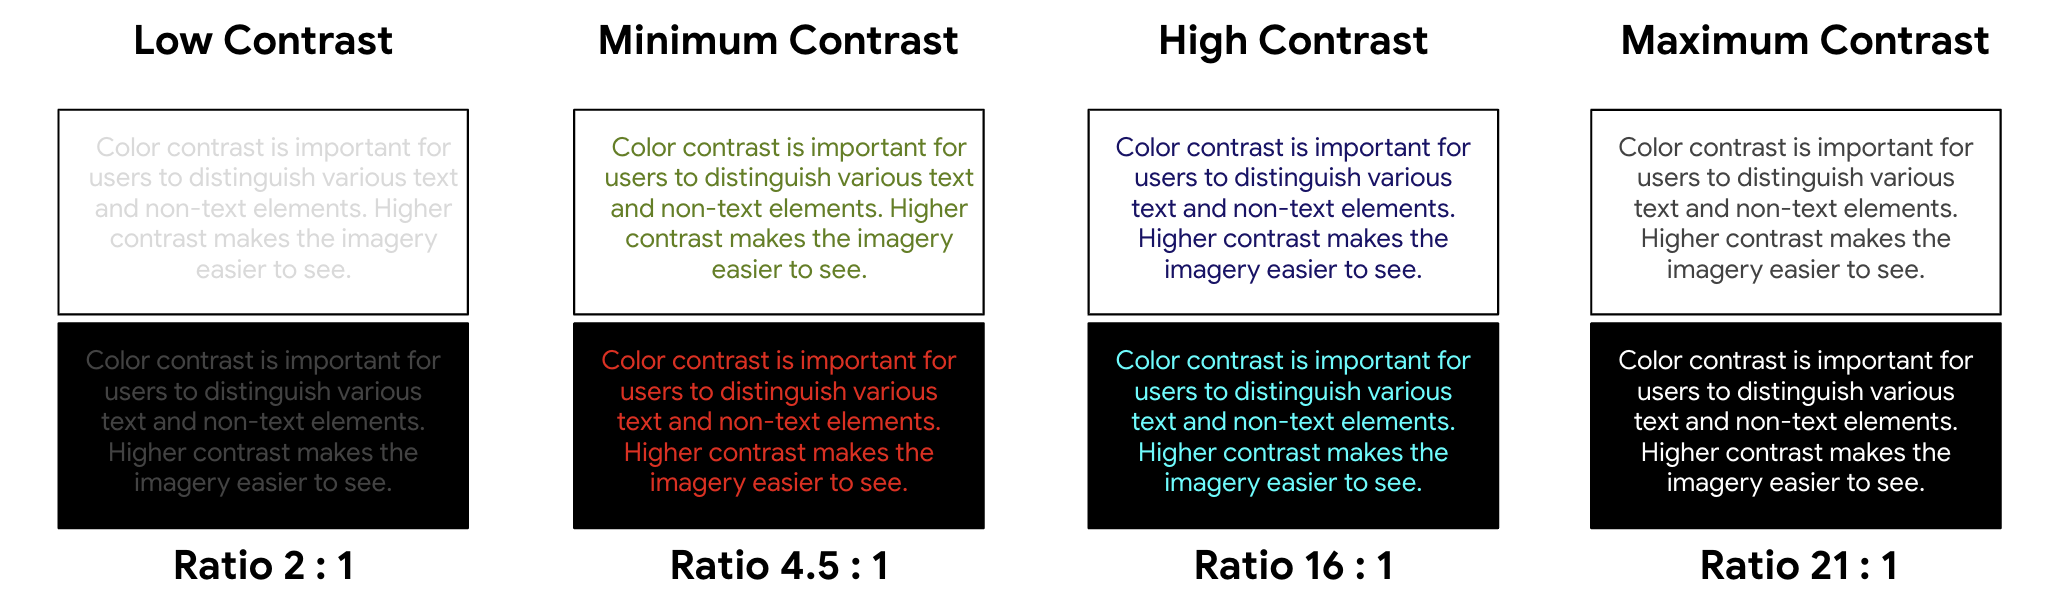 Low Contrast
Color contrast is important for
users to distinguish various text
and non-text elements. Higher
contrast makes the imagery
easier to see.
Color contrast is important for
users to distinguish various
text and non-text elements.
Higher contrast makes the
imagery easier to see.
Ratio 2 : 1
Minimum Contrast
Color contrast is important for
users to distinguish various text
and non-text elements. Higher
contrast makes the imagery
easier to see.
Color contrast is important for
users to distinguish various
text and non-text elements.
Higher contrast makes the
imagery easier to see.
Ratio 4.5 : 1
High Contrast
Color contrast is important for
users to distinguish various
text and non-text elements.
Higher contrast makes the
imagery easier to see.
Color contrast is important for
users to distinguish various
text and non-text elements.
Higher contrast makes the
imagery easier to see.
Ratio 16 : 1
Maximum Contrast
Color contrast is important for
users to distinguish various
text and non-text elements.
Higher contrast makes the
imagery easier to see.
Color contrast is important for
users to distinguish various
text and non-text elements.
Higher contrast makes the
imagery easier to see.
Ratio 21 : 1